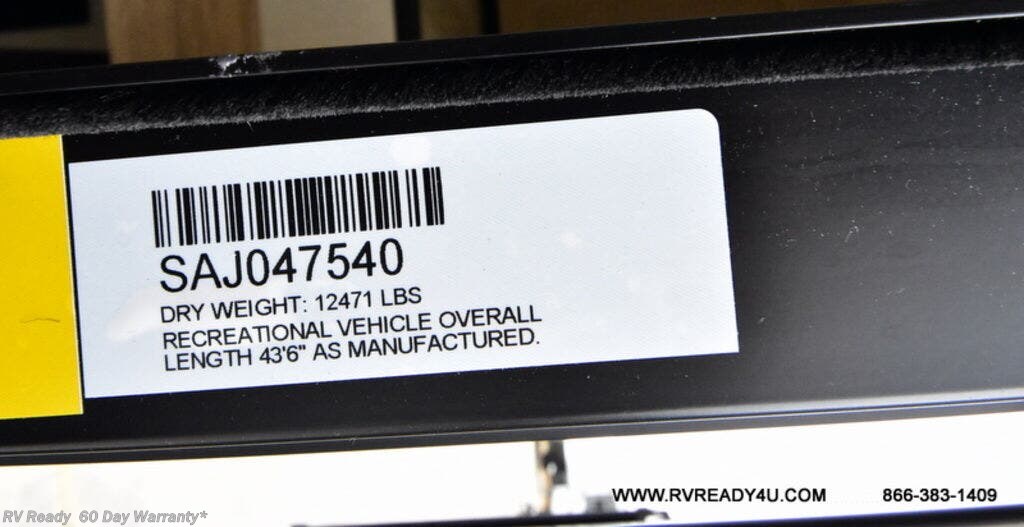 SAJ047540
DRY WEIGHT: 12471 LBS
RECREATIONAL VEHICLE OVERALL
LENGTH 43'6" AS MANUFACTURED.
WWW.RVREADY4U.COM 866-383-1409
RV Ready 60 Day Warranty*